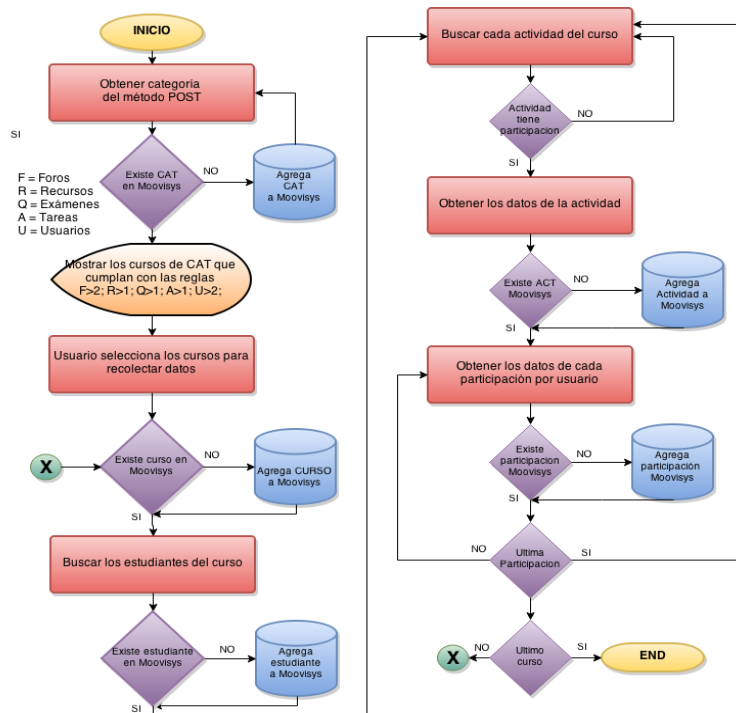 INICIO
Obtener categoría
del método POST
SI
Existe CAT
en Moovisys
NO
Agrega
CAT
a Moovisys
F = Foros
R = Recursos
Q = Exámenes
A = Tareas
U = Usuarios
Mostrar los cursos de CAT que
cumplan con las reglas
F>2; R>1; Q>1; A>1; U>2;
Usuario selecciona los cursos para
recolectar datos
X
Existe curso en
Moovisys
NO
Agrega CURSO
a Moovisys
SI
Buscar los estudiantes del curso
Existe estudiante
en Moovisys
NO
Agrega
estudiante
a Moovisys
SI
Buscar cada actividad del curso
Actividad
tiene
participacion
NO
SI
Obtener los datos de la actividad
Existe ACT
Moovisys
NO
Agrega
Actividad a
Moovisys
SI
Obtener los datos de cada
participación por usuario
Existe
participacion
Moovisys
NO
Agrega
participación
Moovisys
SI
NO
Ultima
Participacion
SI
X
NO
Ultimo
curso
SI
END